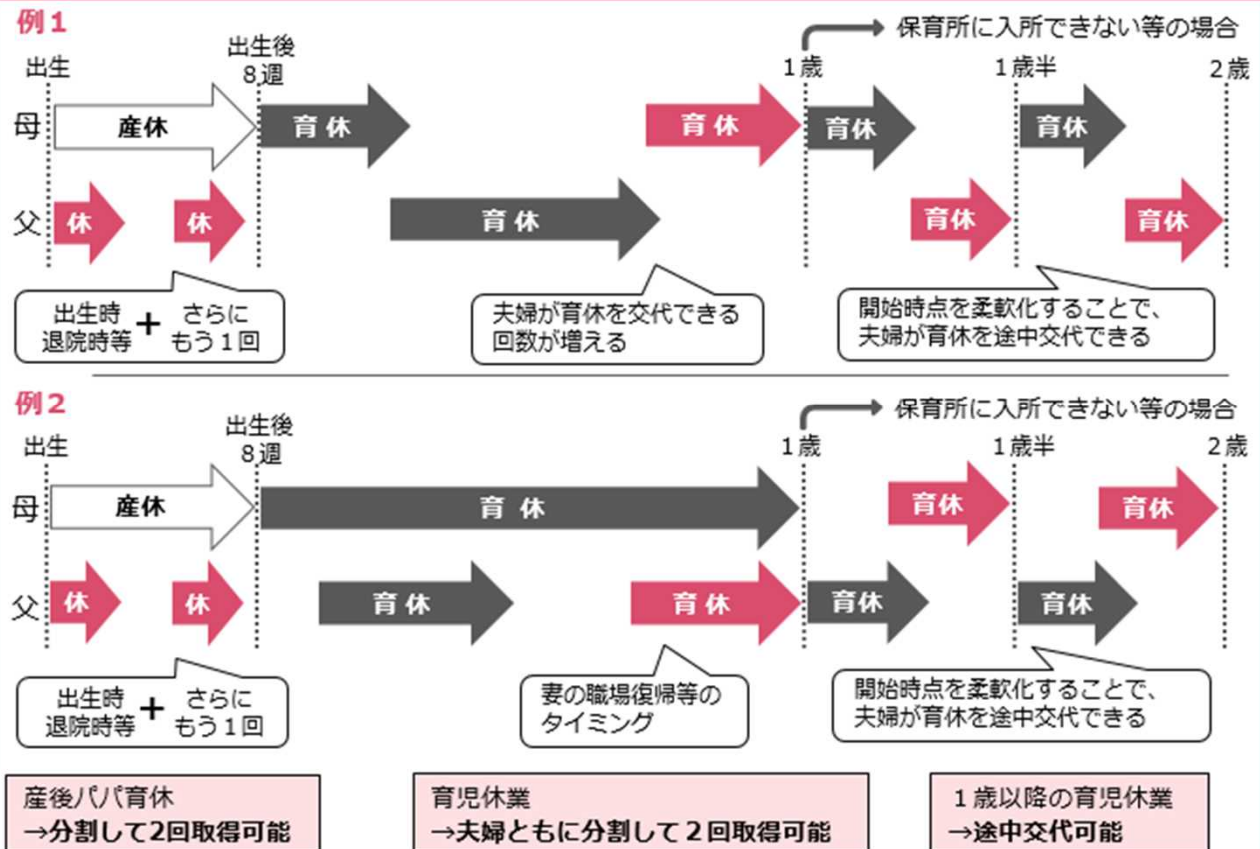 例1
保育所に入所できない等の場合
出生
出生後
8週
1歳
1歳半
2歳
母
産休
育休
育休
育休
育休
父
休
休
育休
育休
育休
出生時
退院時等
+
さらに
もう1回
夫婦が育休を交代できる
回数が増える
開始時点を柔軟化することで、
夫婦が育休を途中交代できる
例2
保育所に入所できない等の場合
出生
出生後
8週
1歳
1歳半
2歳
母
産休
育休
育休
育休
父
休
休
育休
育休
育休
育休
出生時
退院時等
+
さらに
もう1回
妻の職場復帰等の
タイミング
開始時点を柔軟化することで、
夫婦が育休を途中交代できる
産後パパ育休
→分割して2回取得可能
育児休業
→夫婦ともに分割して2回取得可能
1歳以降の育児休業
→途中交代可能